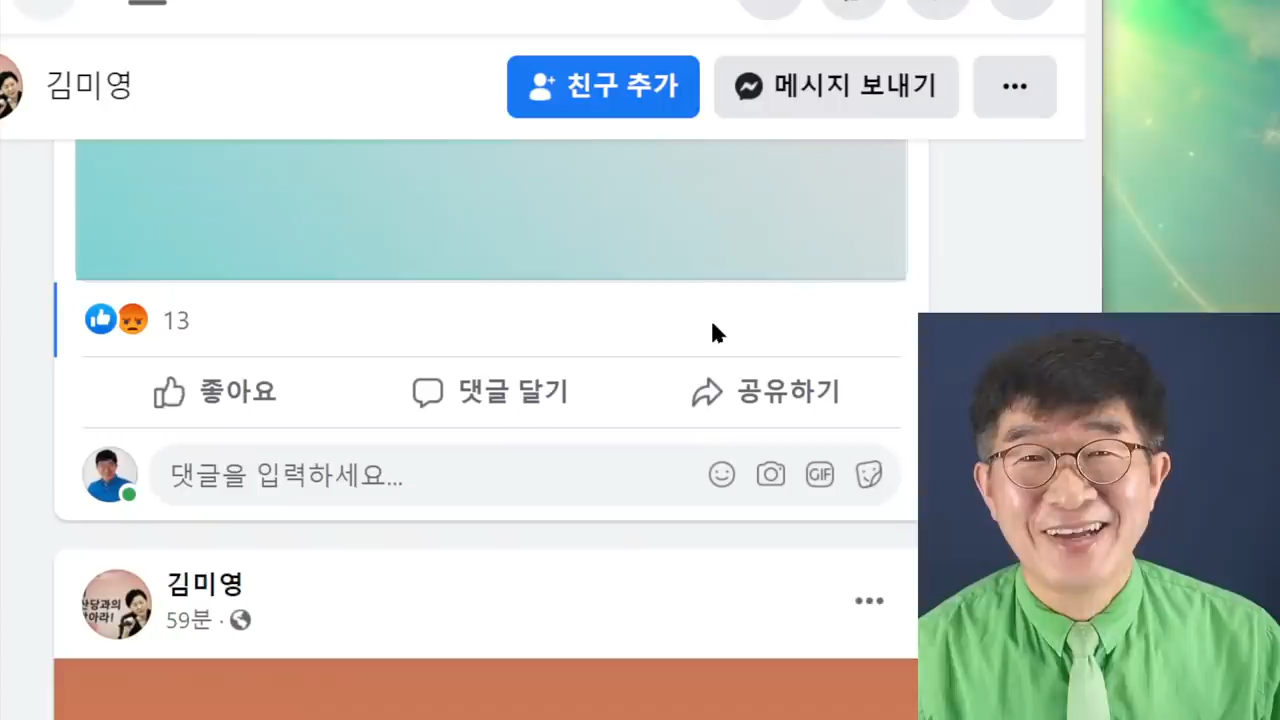 김미영
친구 추가
메시지 보내기
13
좋아요
댓글 달기
공유하기
댓글을 입력하세요...
GIF
김미영
59분 ·